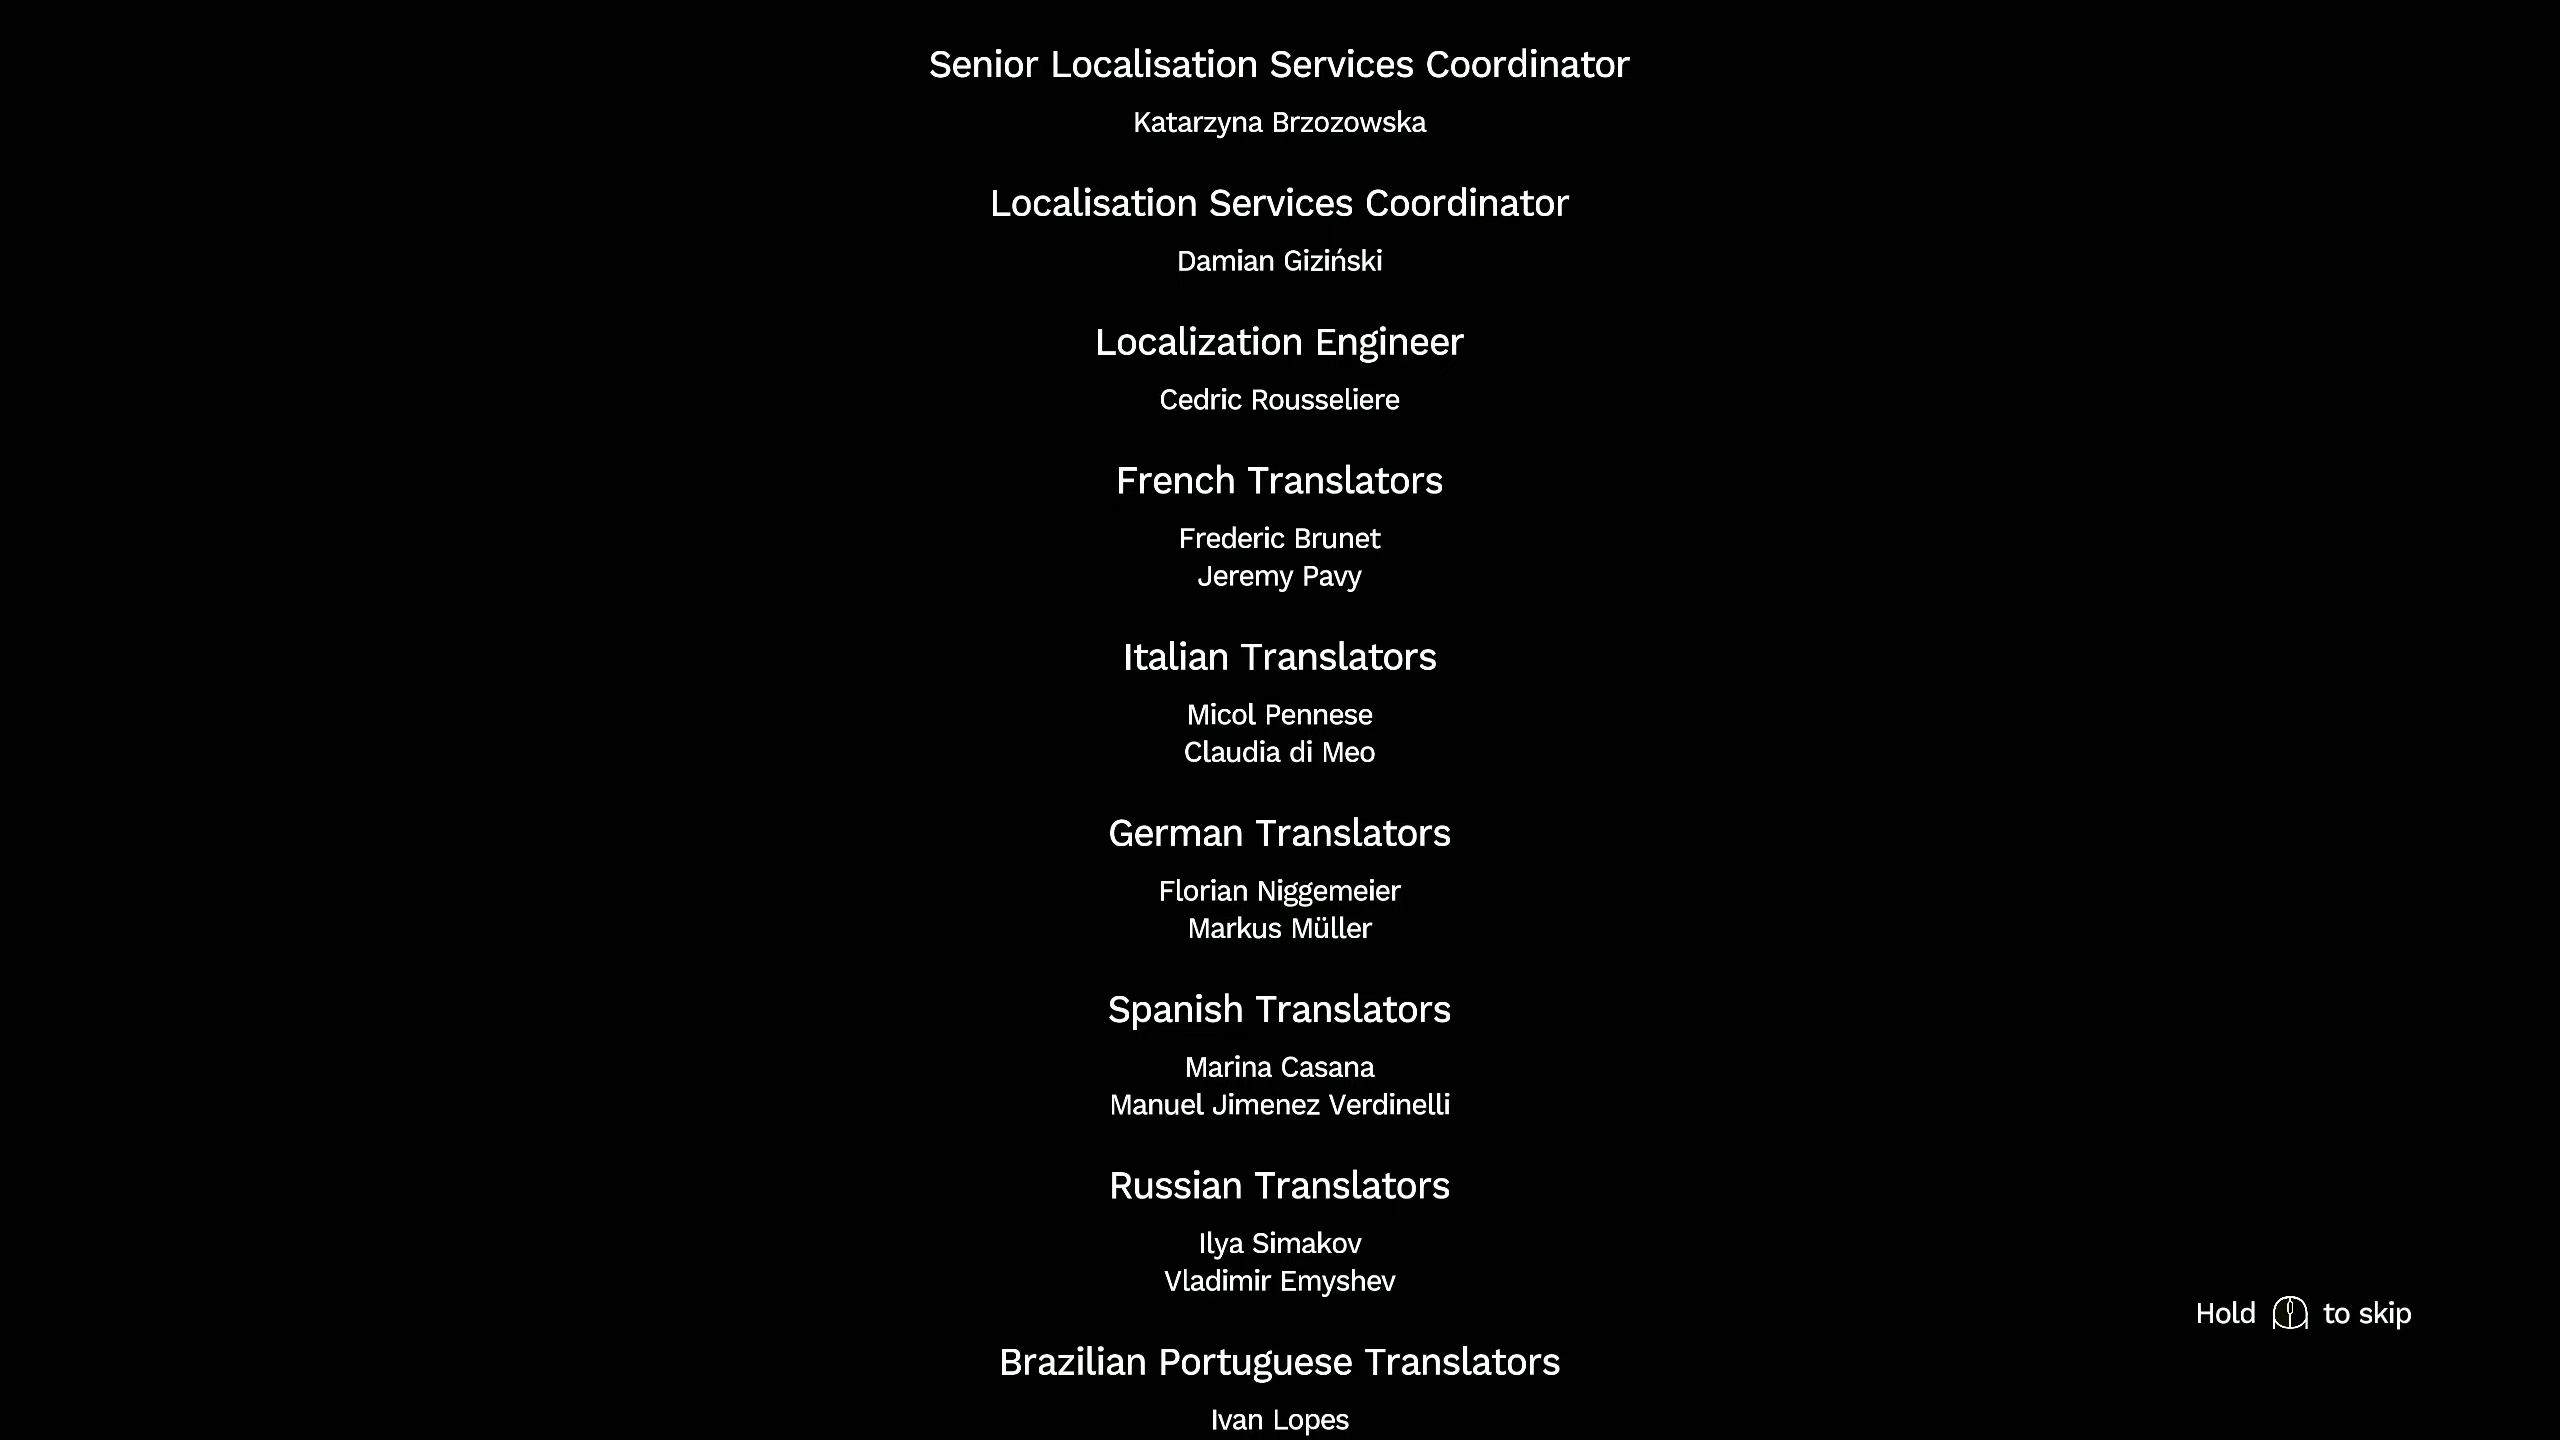 Senior Localisation Services Coordinator
Katarzyna Brzozowska
Localisation Services Coordinator
Damian Giziński
Localization Engineer
Cedric Rousseliere
French Translators
Frederic Brunet
Jeremy Pavy
Italian Translators
Micol Pennese
Claudia di Meo
German Translators
Florian Niggemeier
Markus Müller
Spanish Translators
Marina Casana
Manuel Jimenez Verdinelli
Russian Translators
Ilya Simakov
Vladimir Emyshev
Hold to skip
Brazilian Portuguese Translators
Ivan Lopes